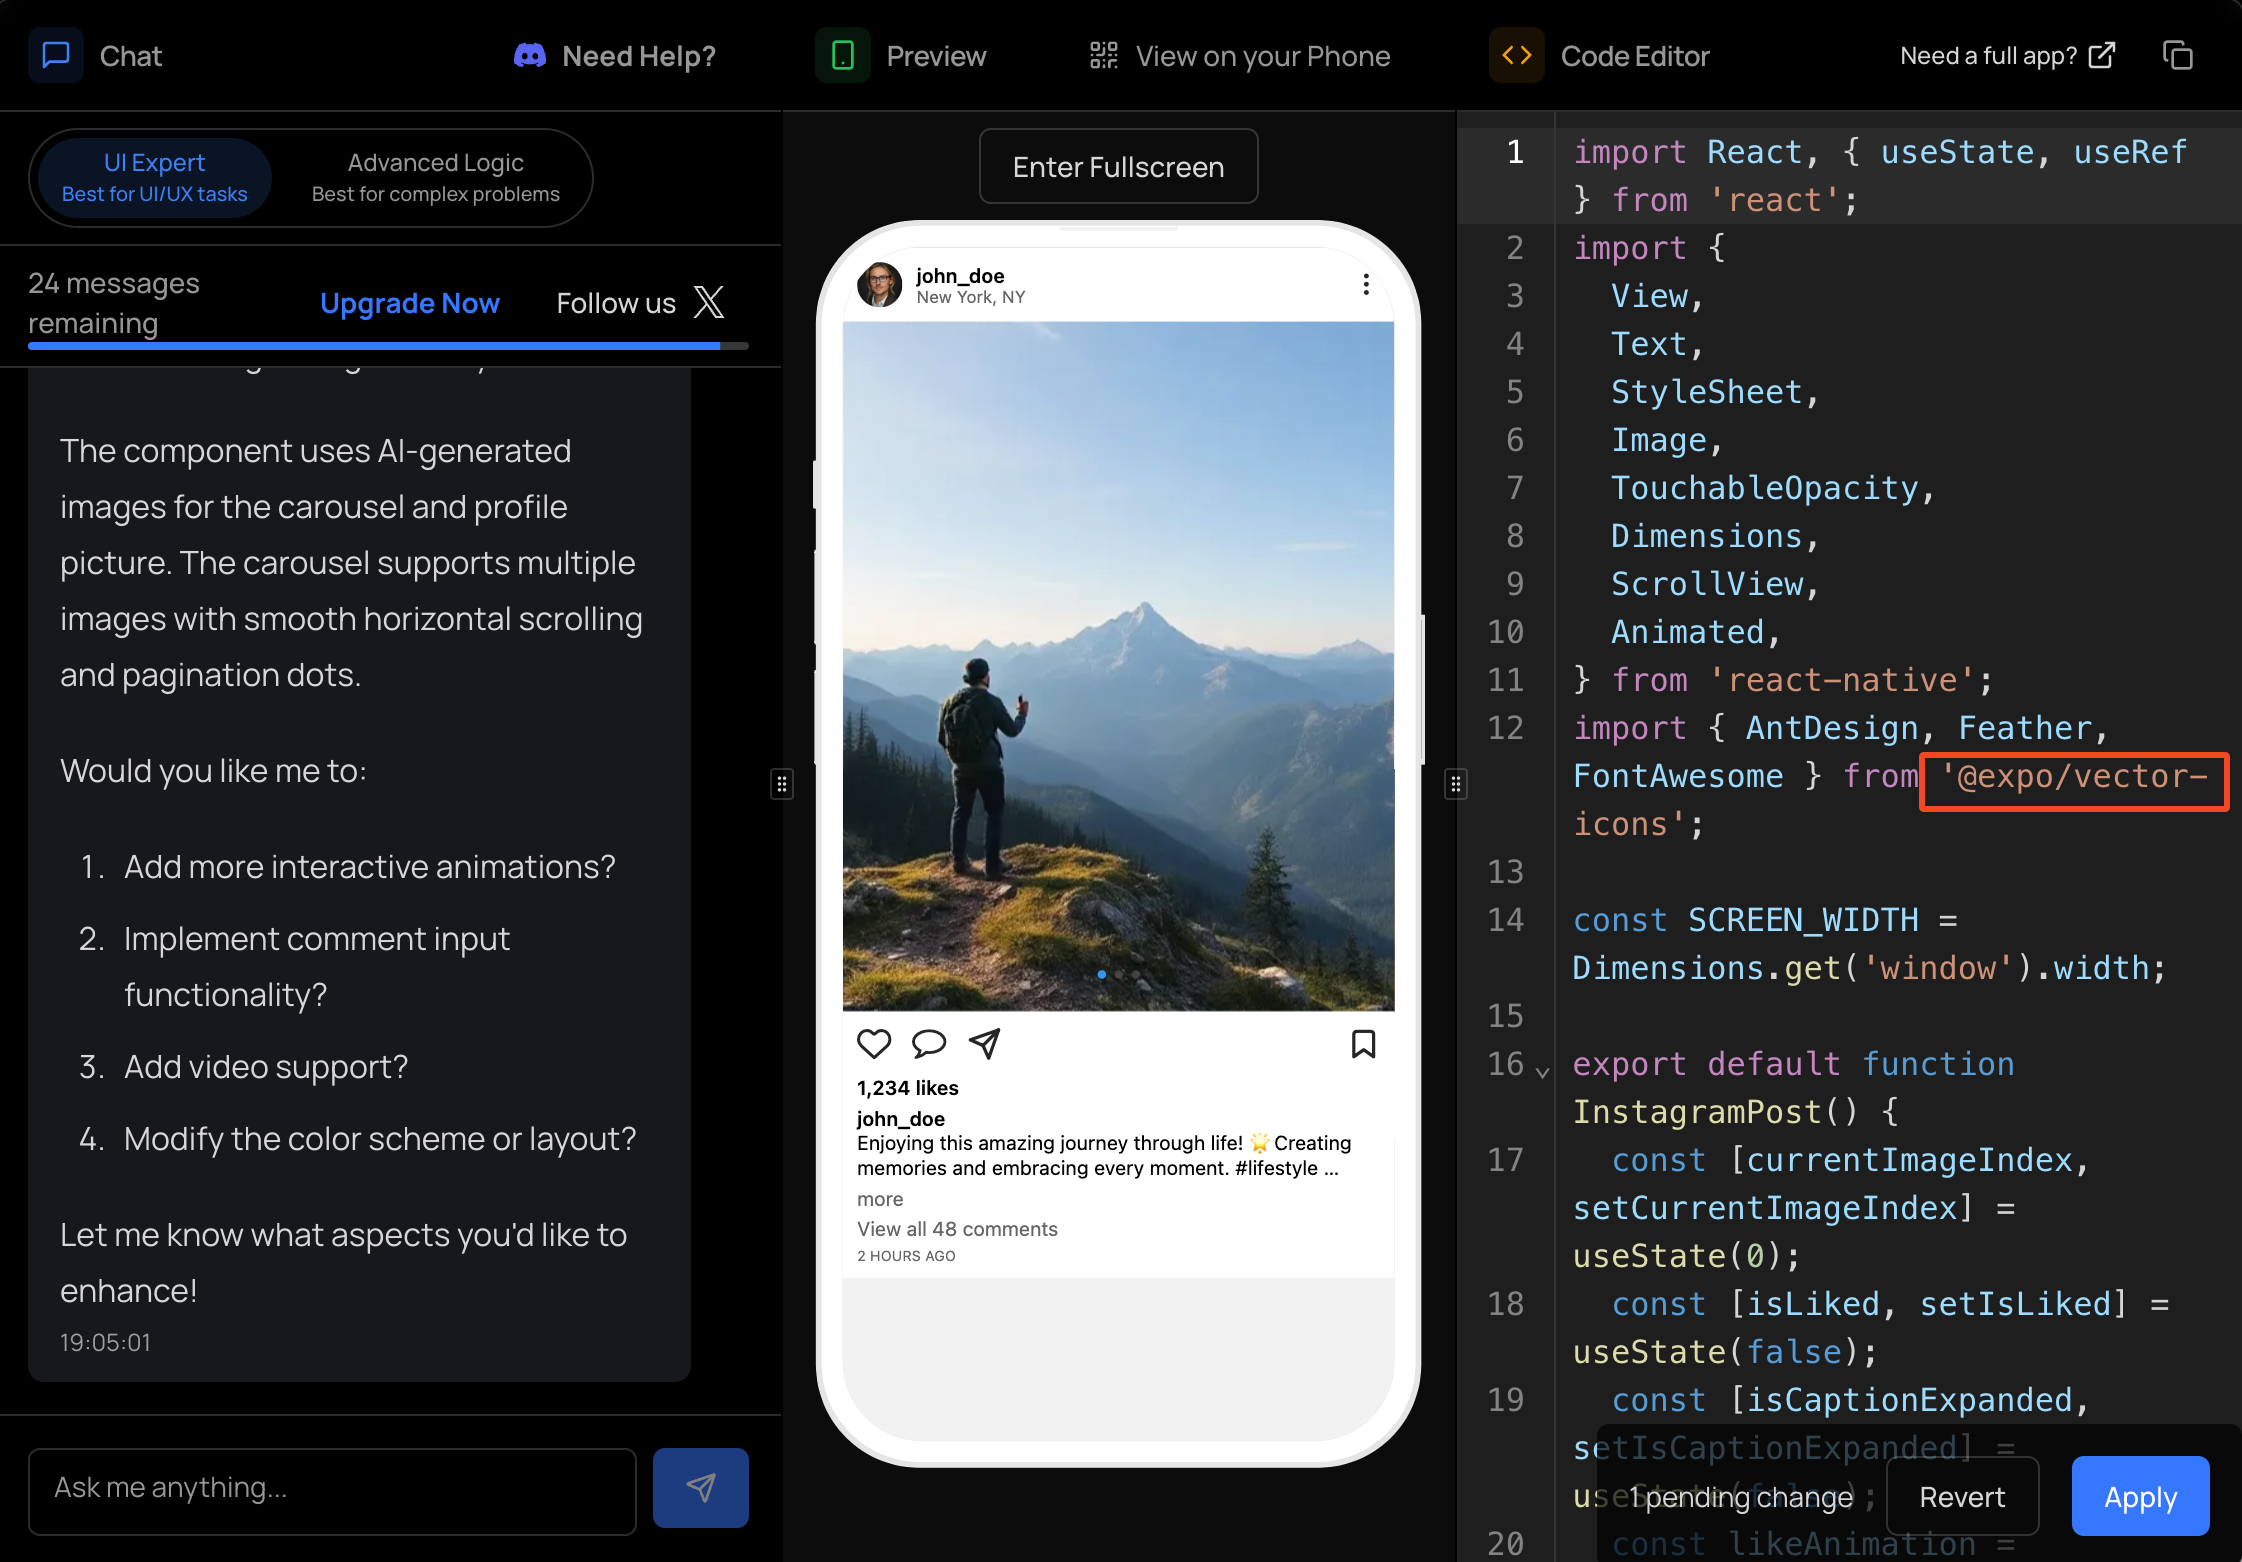 Chat
Need Help?
Preview
View on your Phone
Code Editor
Need a full app?
UI Expert
Best for UI/UX tasks
Advanced Logic
Best for complex problems
24 messages
remaining
Upgrade Now
Follow us
The component uses AI-generated
images for the carousel and profile
picture. The carousel supports multiple
images with smooth horizontal scrolling
and pagination dots.
Would you like me to:
1. Add more interactive animations?
2. Implement comment input
functionality?
3. Add video support?
4. Modify the color scheme or layout?
Let me know what aspects you'd like to
enhance!
19:05:01
Ask me anything...
Enter Fullscreen
john_doe
New York, NY
1,234 likes
john_doe
Enjoying this amazing journey through life! 🌟 Creating
memories and embracing every moment. #lifestyle ...
more
View all 48 comments
2 HOURS AGO
1 import React, { useState, useRef
} from 'react';
2 import {
3 View,
4 Text,
5 StyleSheet,
6 Image,
7 TouchableOpacity,
8 Dimensions,
9 ScrollView,
10 Animated,
11 } from 'react-native';
12 import { AntDesign, Feather,
FontAwesome } from '@expo/vector-
icons';
13
14 const SCREEN_WIDTH =
Dimensions.get('window').width;
15
16 export default function
InstagramPost() {
17 const [currentImageIndex,
setCurrentImageIndex] =
useState(0);
18 const [isLiked, setIsLiked] =
useState(false);
19 const [isCaptionExpanded,
setIsCaptionExpanded] =
useState(false);
20 const likeAnimation =
1 pending change
Revert
Apply